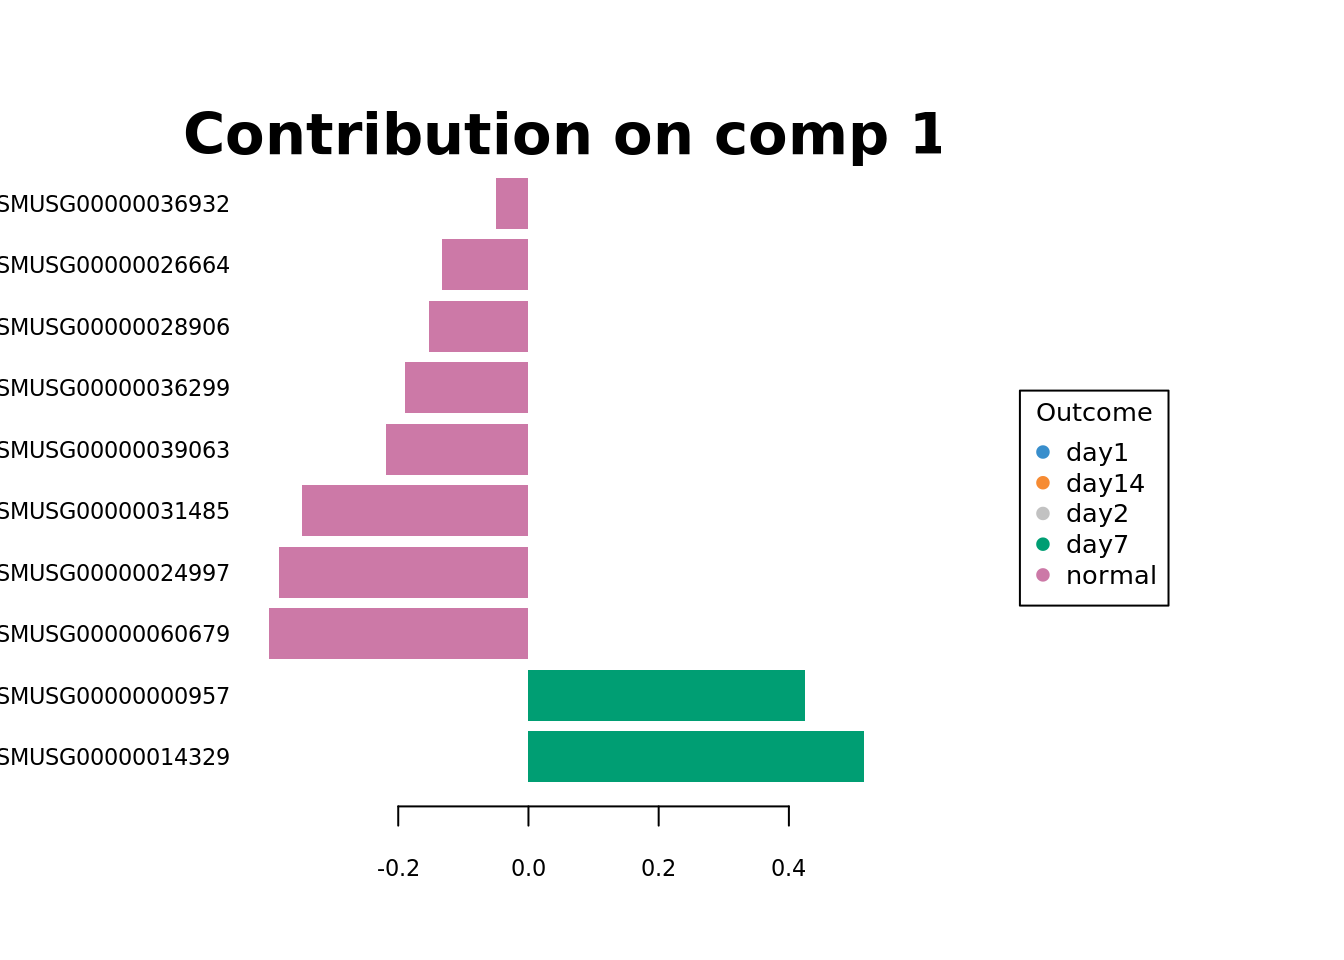 Contribution on comp 1
SMUSG00000036932
SMUSG00000026664
SMUSG00000028906
SMUSG00000036299
SMUSG00000039063
SMUSG00000031485
SMUSG00000024997
SMUSG00000060679
SMUSG00000000957
SMUSG00000014329
-0.2 0.0 0.2 0.4
Outcome
day1
day14
day2
day7
normal